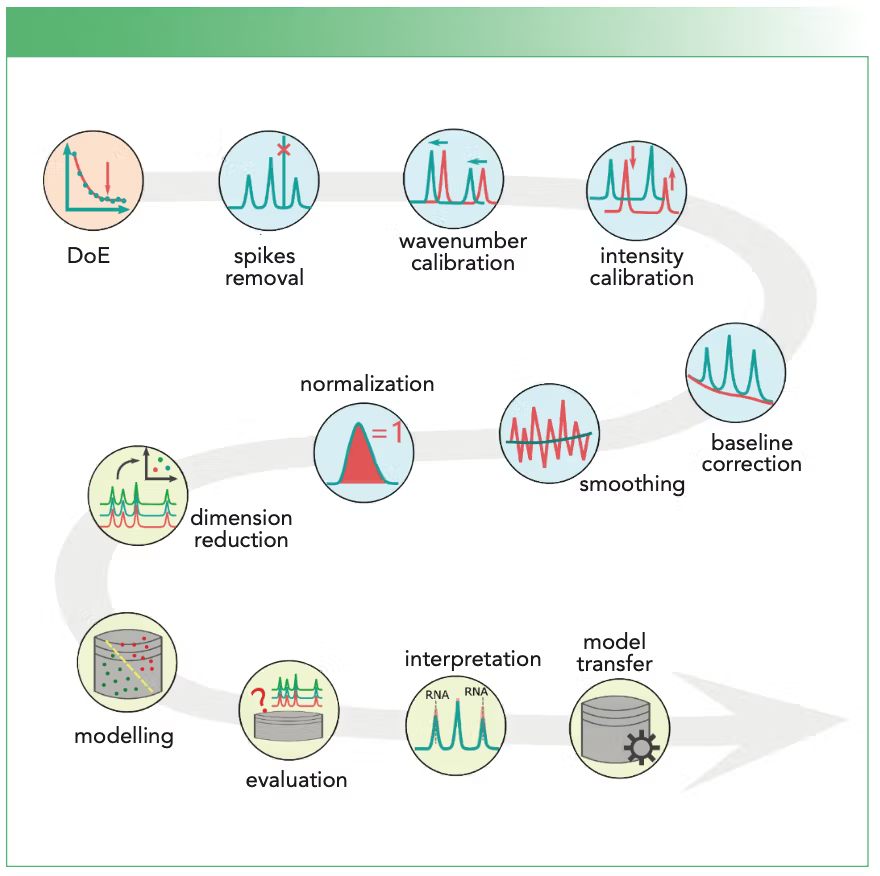 DoE
spikes
removal
wavenumber
calibration
intensity
calibration
baseline
correction
smoothing
normalization
=1
dimension
reduction
modelling
?
evaluation
interpretation
RNA
RNA
model
transfer